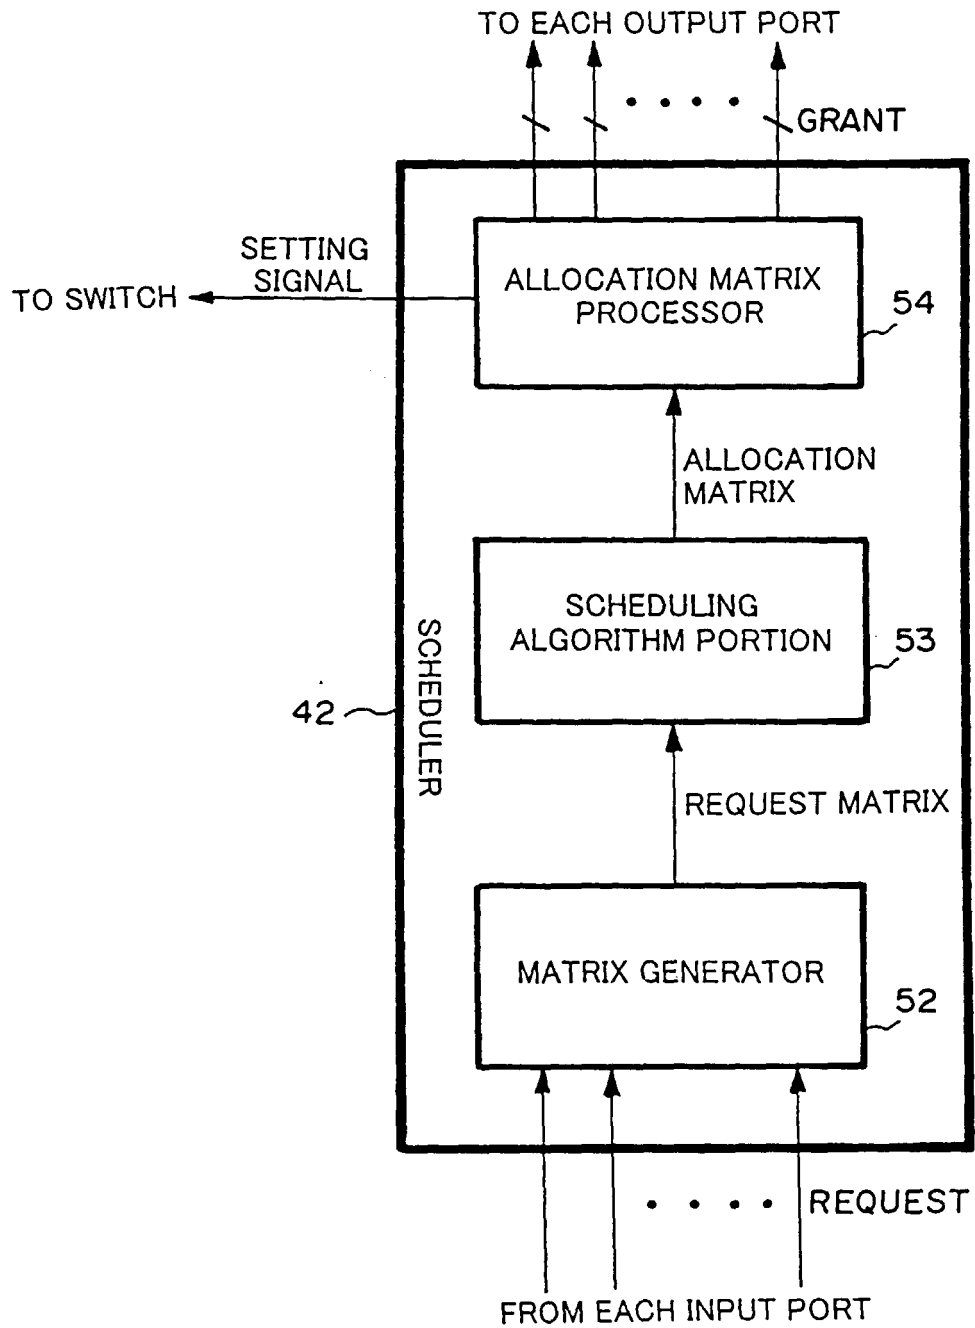 TO EACH OUTPUT PORT
GRANT
SETTING
SIGNAL
TO SWITCH
ALLOCATION MATRIX
PROCESSOR
54
ALLOCATION
MATRIX
SCHEDULING
ALGORITHM PORTION
53
SCHEDULER
42
REQUEST MATRIX
MATRIX GENERATOR
52
REQUEST
FROM EACH INPUT PORT